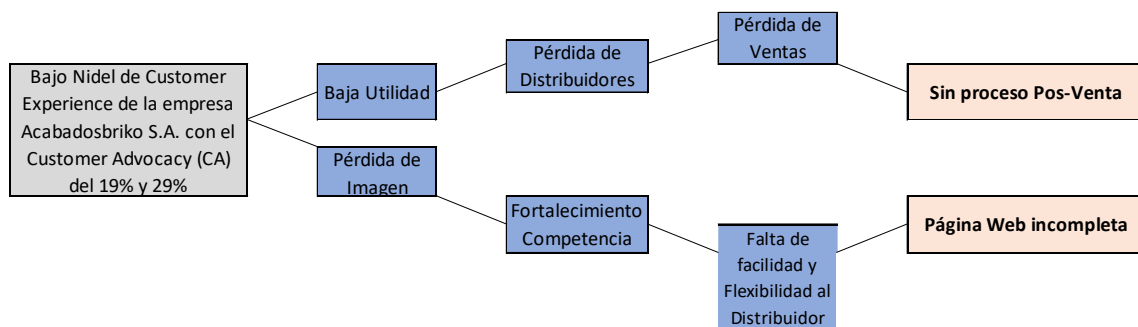 Bajo Nidel de Customer
Experience de la empresa
Acabadosbriko S.A. con el
Customer Advocacy (CA)
del 19% y 29%
Baja Utilidad
Pérdida de
Imagen
Pérdida de
Distribuidores
Fortalecimiento
Competencia
Pérdida de
Ventas
Falta de
facilidad y
Flexibilidad al
Distribuidor
Sin proceso Pos-Venta
Página Web incompleta